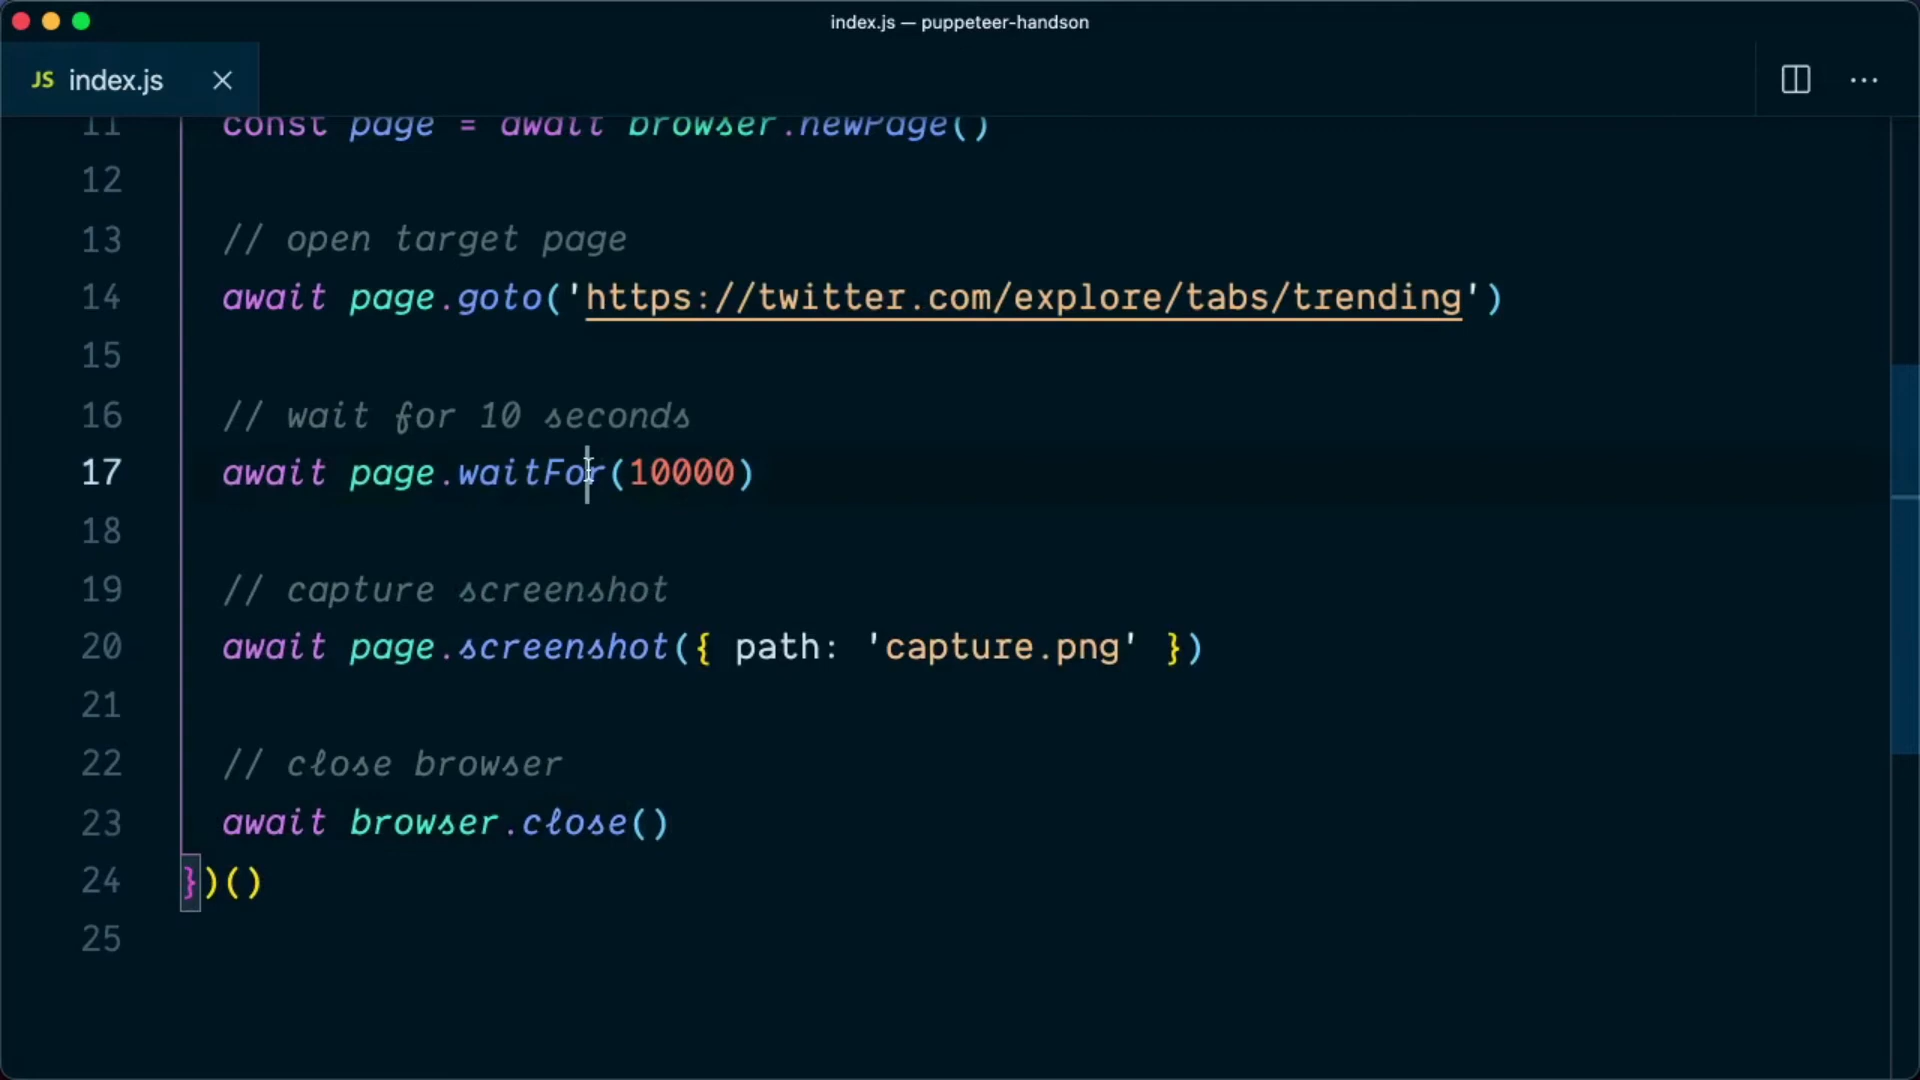 index.js — puppeteer-handson
JS index.js
11 const page = await browser.newPage()
12
13 // open target page
14 await page.goto('https://twitter.com/explore/tabs/trending')
15
16 // wait for 10 seconds
17 await page.waitFor(10000)
18
19 // capture screenshot
20 await page.screenshot({ path: 'capture.png' })
21
22 // close browser
23 await browser.close()
24 })()
25